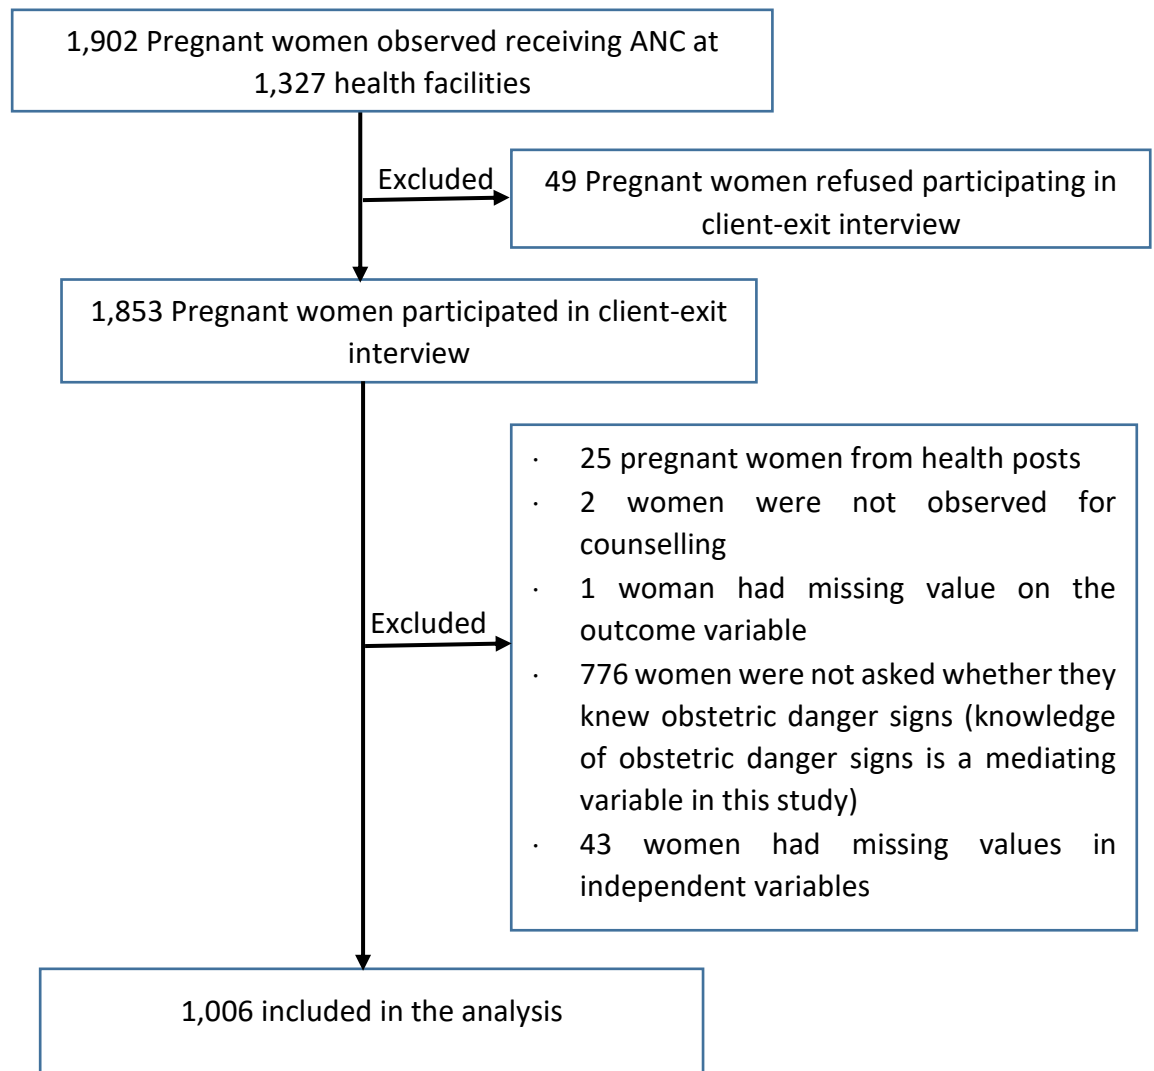 1,902 Pregnant women observed receiving ANC at
1,327 health facilities
Excluded
49 Pregnant women refused participating in
client-exit interview
1,853 Pregnant women participated in client-exit
interview
Excluded
· 25 pregnant women from health posts
· 2 women were not observed for
counselling
· 1 woman had missing value on the
outcome variable
· 776 women were not asked whether they
knew obstetric danger signs (knowledge
of obstetric danger signs is a mediating
variable in this study)
· 43 women had missing values in
independent variables
1,006 included in the analysis